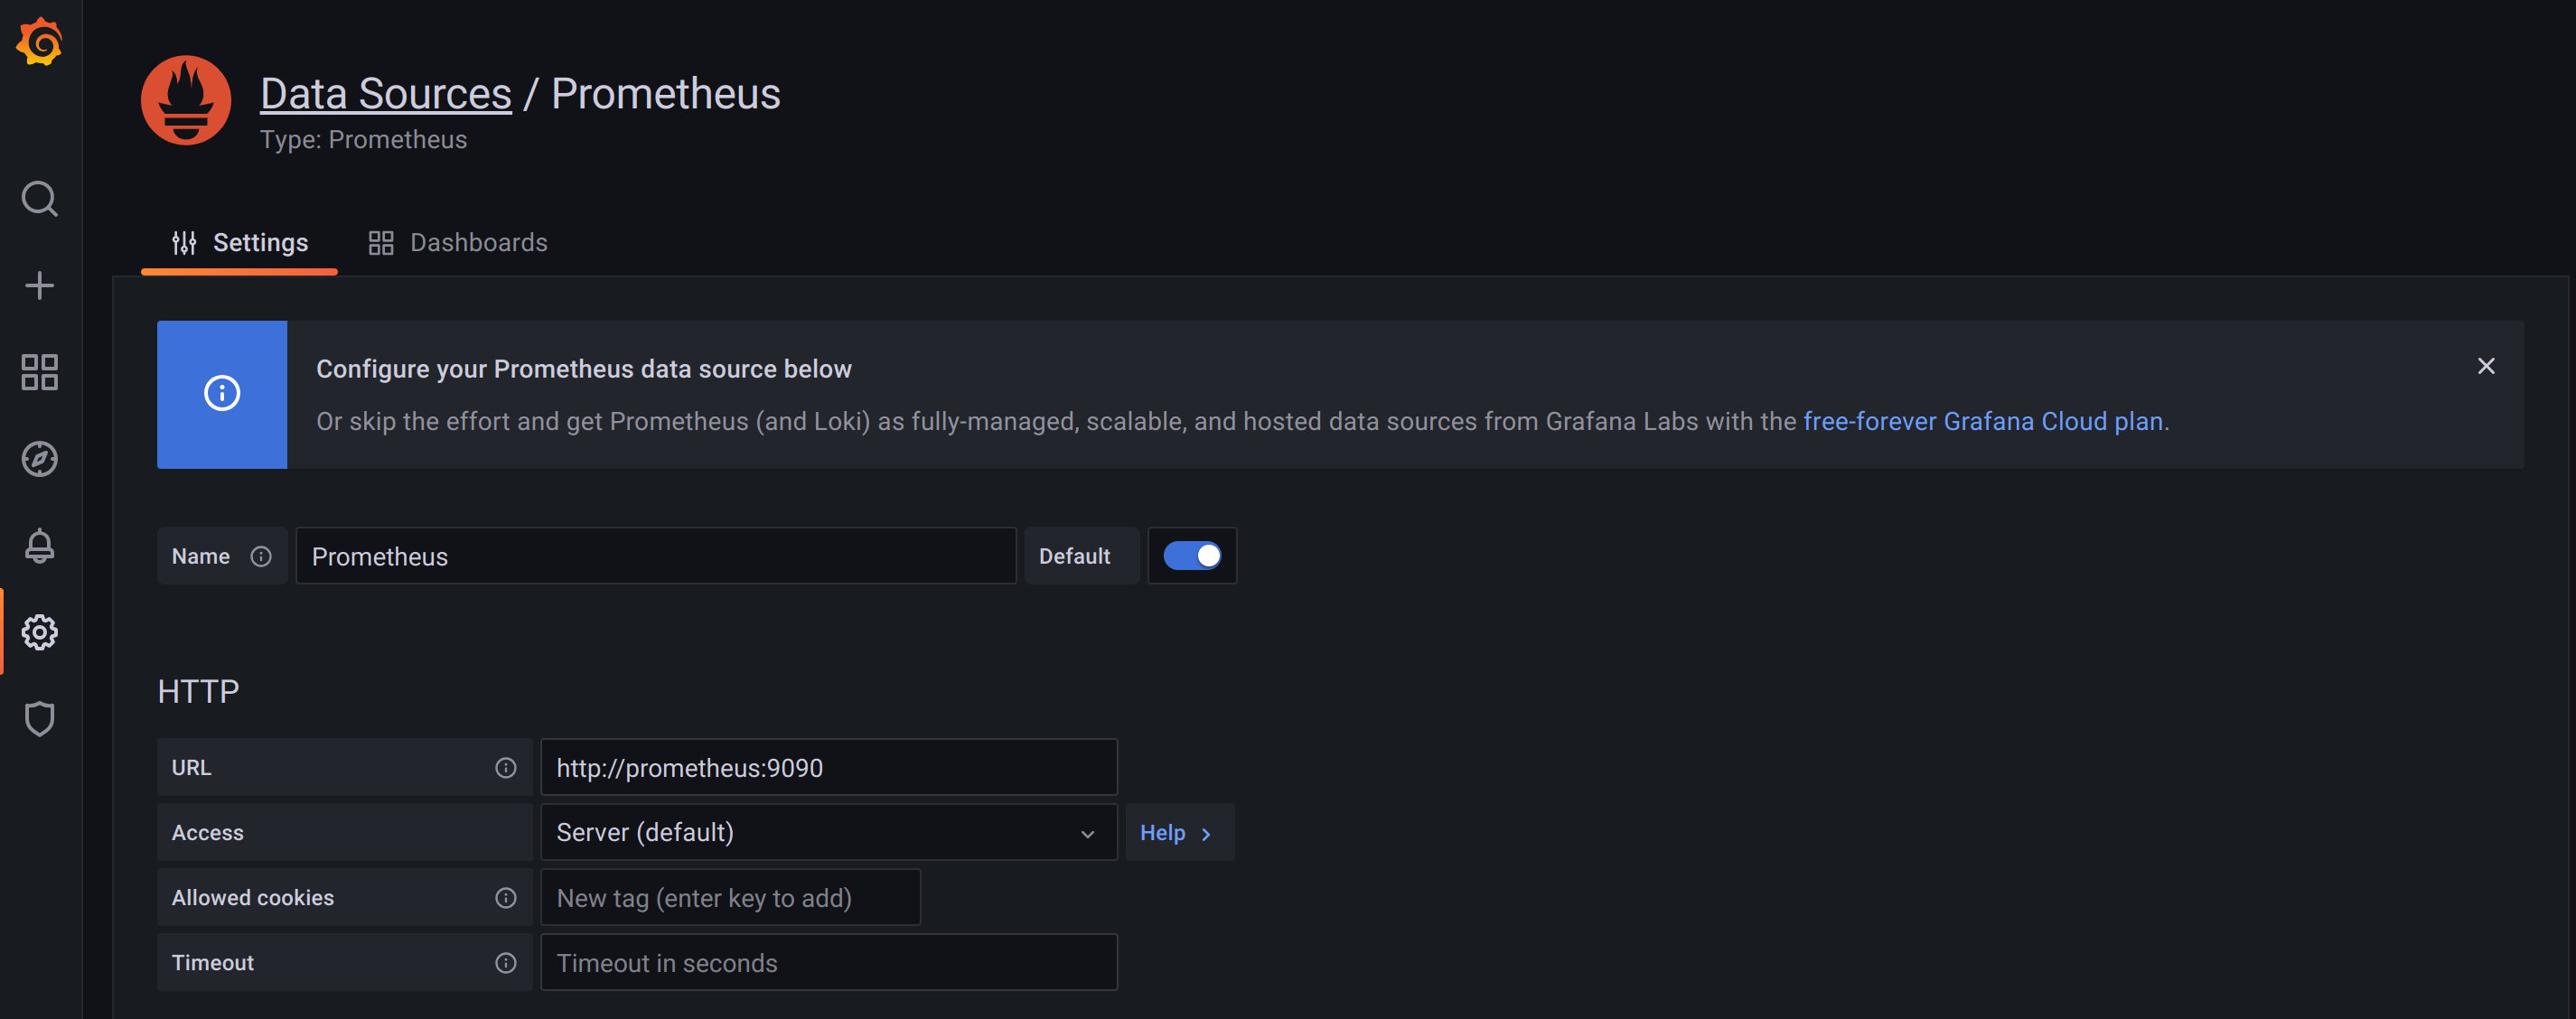 Data Sources / Prometheus
Type: Prometheus
Settings Dashboards
Configure your Prometheus data source below
Or skip the effort and get Prometheus (and Loki) as fully-managed, scalable, and hosted data sources from Grafana Labs with the free-forever Grafana Cloud plan.
Name Prometheus Default
HTTP
URL http://prometheus:9090
Access Server (default) Help
Allowed cookies New tag (enter key to add)
Timeout Timeout in seconds